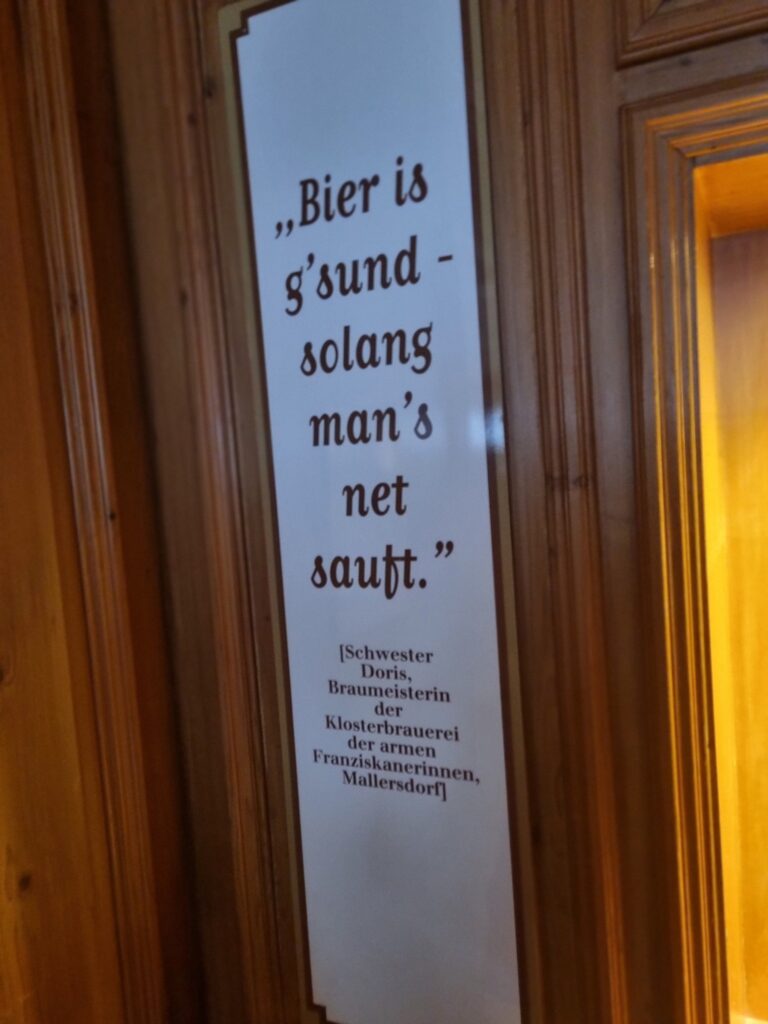 „Bier is
g'sund -
solang
man's
net
sauft.”
[Schwester
Doris,
Braumeisterin
der
Klosterbrauerei
der armen
Franziskanerinnen,
Mallersdorf]